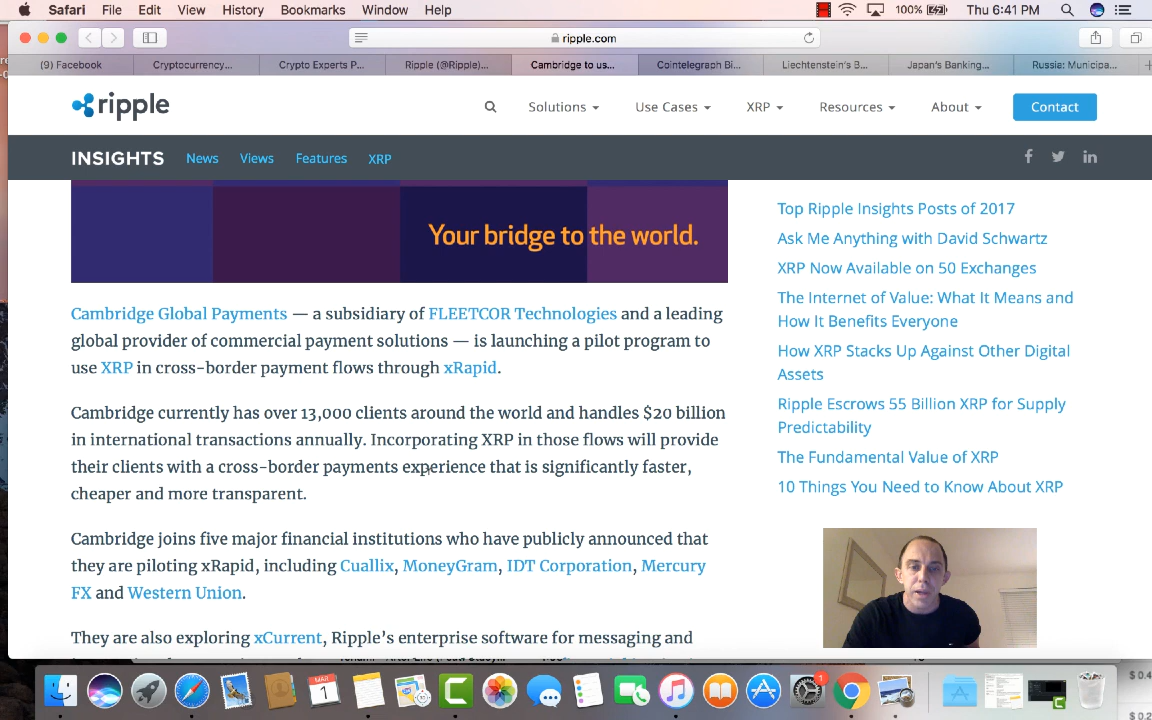 Safari File Edit View History Bookmarks Window Help 100% Thu 6:41 PM
ripple.com
(9) Facebook Cryptocurrency... Crypto Experts P... Ripple (@Ripple)... Cambridge to us... Cointelegraph Bi... Liechtenstein's B... Japan's Banking... Russia: Municipa...
ripple Solutions Use Cases XRP Resources About Contact
INSIGHTS News Views Features XRP
Your bridge to the world.
Cambridge Global Payments — a subsidiary of FLEETCOR Technologies and a leading
global provider of commercial payment solutions — is launching a pilot program to
use XRP in cross-border payment flows through xRapid.
Cambridge currently has over 13,000 clients around the world and handles $20 billion
in international transactions annually. Incorporating XRP in those flows will provide
their clients with a cross-border payments experience that is significantly faster,
cheaper and more transparent.
Cambridge joins five major financial institutions who have publicly announced that
they are piloting xRapid, including Cuallix, MoneyGram, IDT Corporation, Mercury
FX and Western Union.
They are also exploring xCurrent, Ripple's enterprise software for messaging and
Top Ripple Insights Posts of 2017
Ask Me Anything with David Schwartz
XRP Now Available on 50 Exchanges
The Internet of Value: What It Means and
How It Benefits Everyone
How XRP Stacks Up Against Other Digital
Assets
Ripple Escrows 55 Billion XRP for Supply
Predictability
The Fundamental Value of XRP
10 Things You Need to Know About XRP
MAR
1
1
$0.4
$0.2